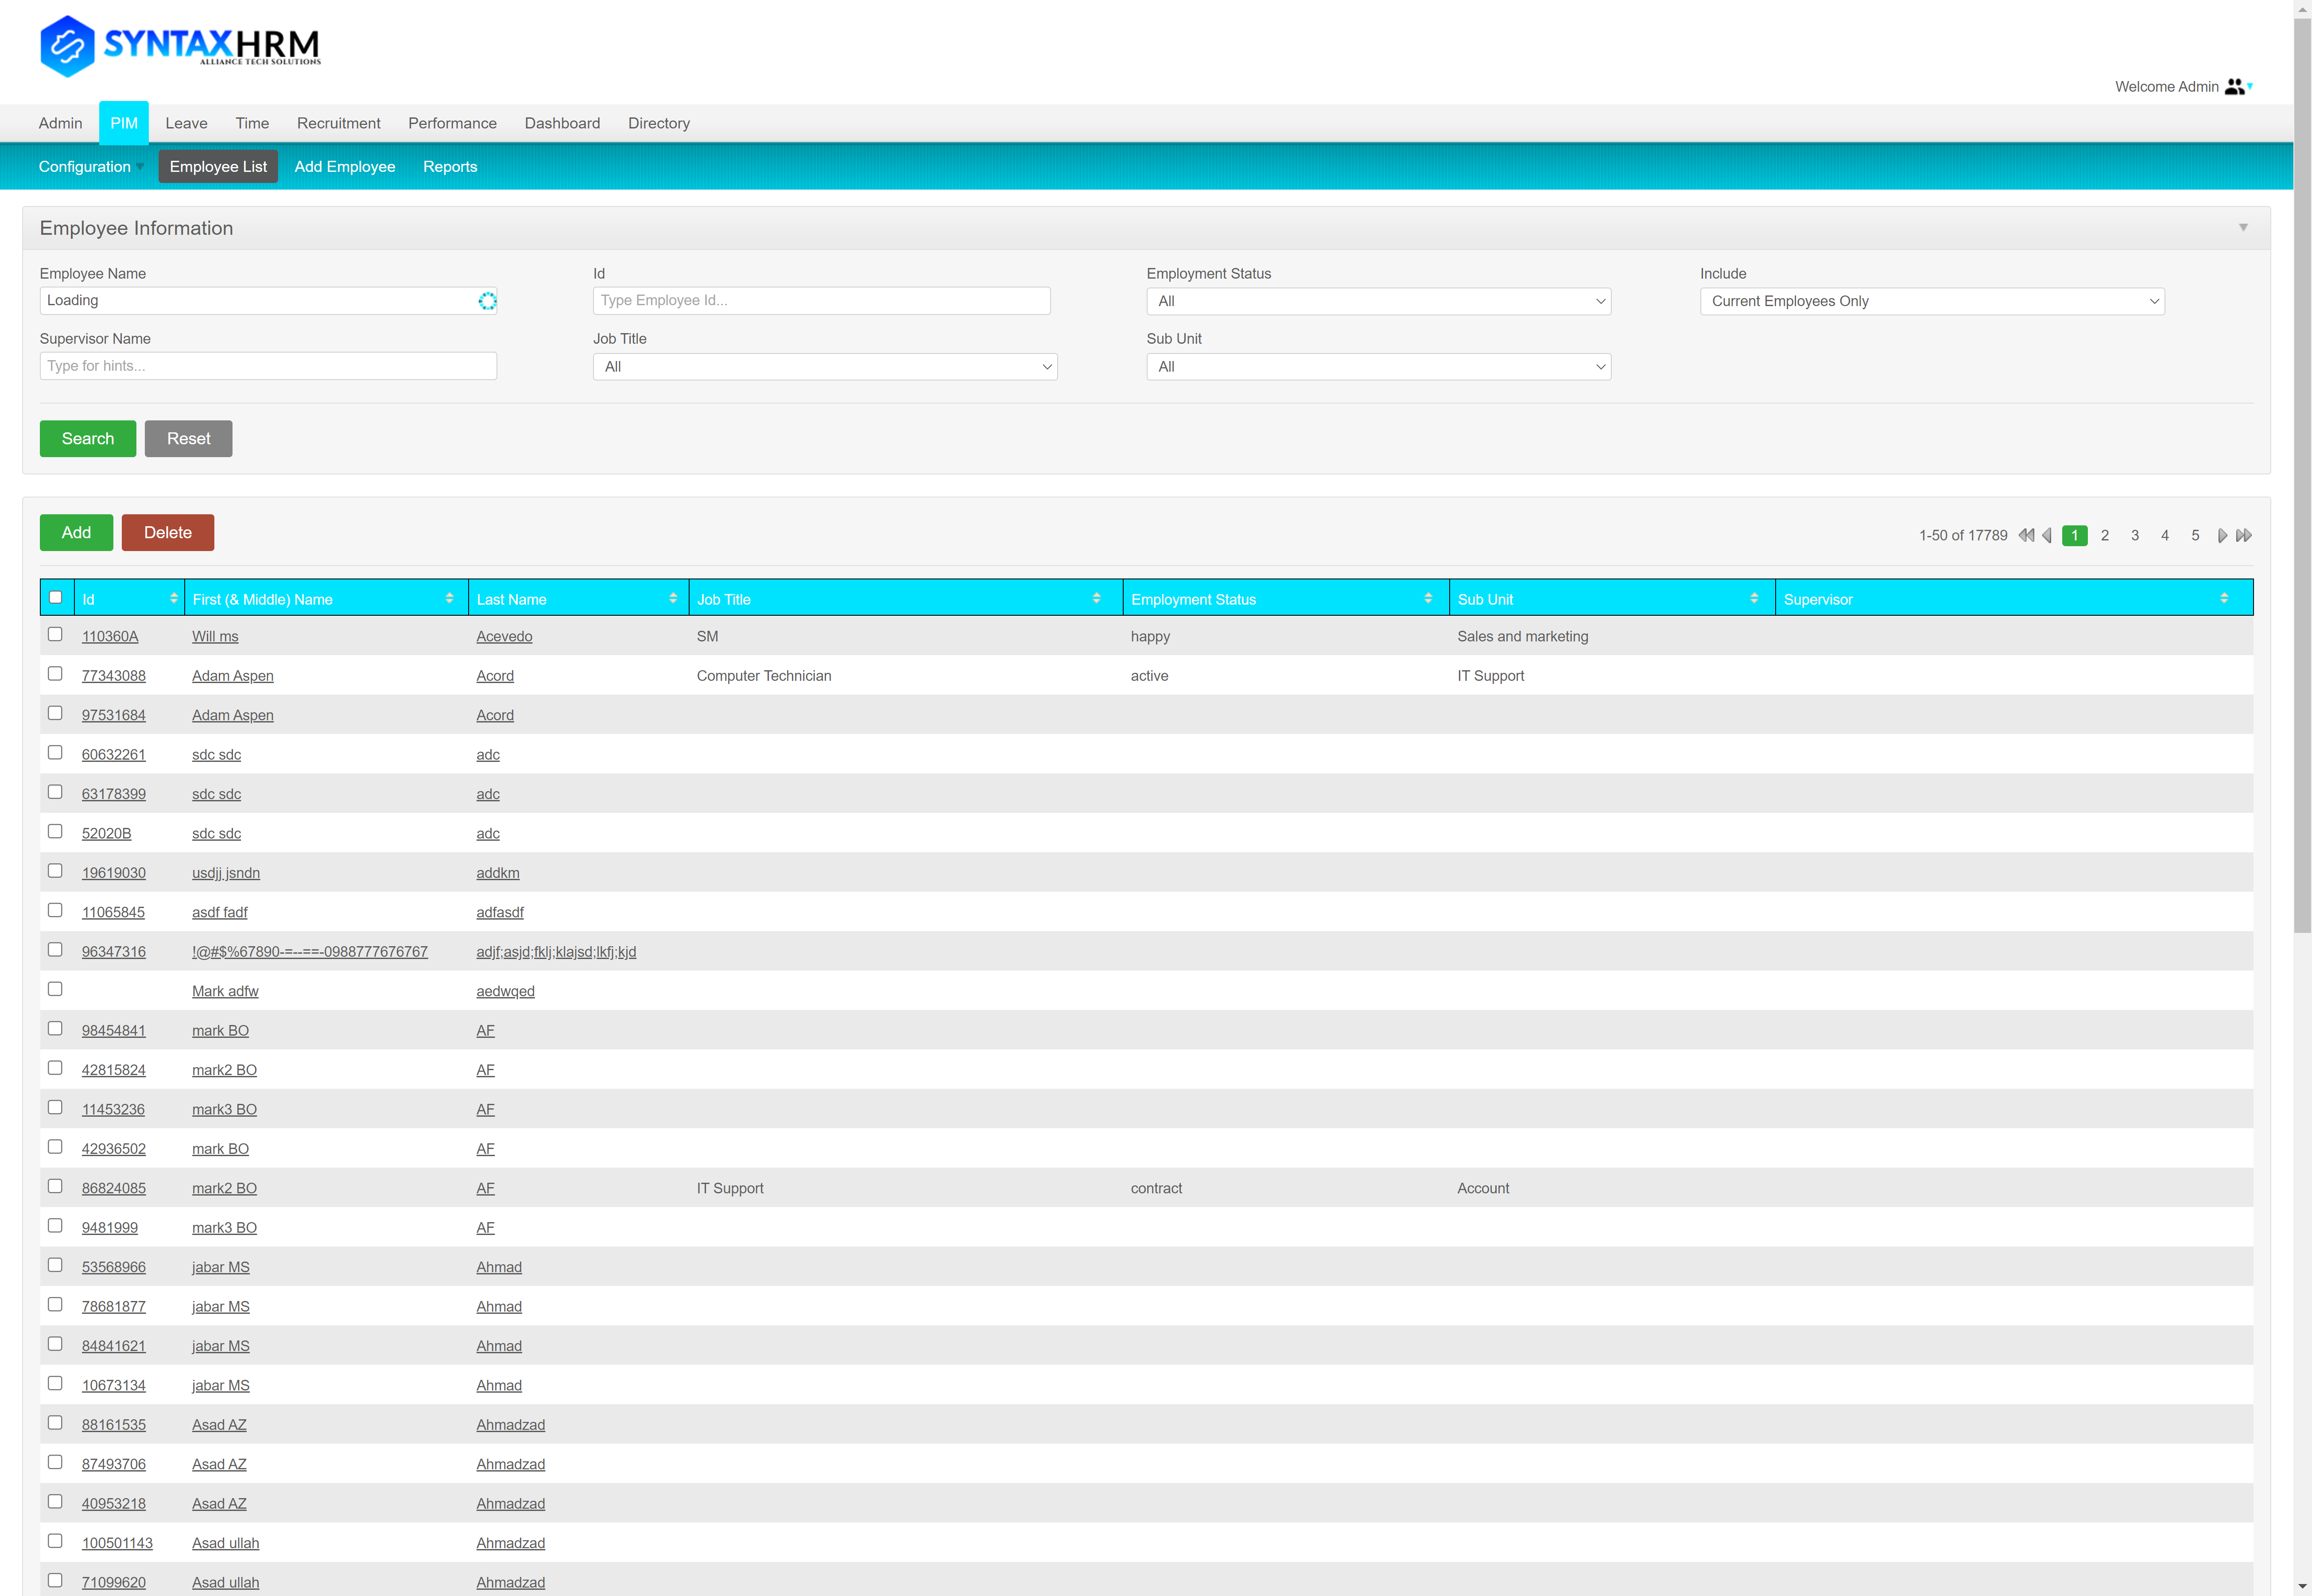 SYNTAXHRM
ALLIANCE TECH SOLUTIONS
Welcome Admin
Admin PIM Leave Time Recruitment Performance Dashboard Directory
Configuration Employee List Add Employee Reports
Employee Information
Employee Name Id Employment Status Include
Loading Type Employee Id... All Current Employees Only
Supervisor Name Job Title Sub Unit
Type for hints... All All
Search Reset
Add Delete 1-50 of 17789 1 2 3 4 5
Id First (& Middle) Name Last Name Job Title Employment Status Sub Unit Supervisor
110360A Will ms Acevedo SM happy Sales and marketing
77343088 Adam Aspen Acord Computer Technician active IT Support
97531684 Adam Aspen Acord
60632261 sdc sdc adc
63178399 sdc sdc adc
52020B sdc sdc adc
19619030 usdjj jsndn addkm
11065845 asdf fadf adfasdf
96347316 !@#$%67890-=--==-0988777676767 adjf;asjd;fklj;klajsd;lkfj;kjd
Mark adfw aedwqed
98454841 mark BO AF
42815824 mark2 BO AF
11453236 mark3 BO AF
42936502 mark BO AF
86824085 mark2 BO AF IT Support contract Account
9481999 mark3 BO AF
53568966 jabar MS Ahmad
78681877 jabar MS Ahmad
84841621 jabar MS Ahmad
10673134 jabar MS Ahmad
88161535 Asad AZ Ahmadzad
87493706 Asad AZ Ahmadzad
40953218 Asad AZ Ahmadzad
100501143 Asad ullah Ahmadzad
71099620 Asad ullah Ahmadzad